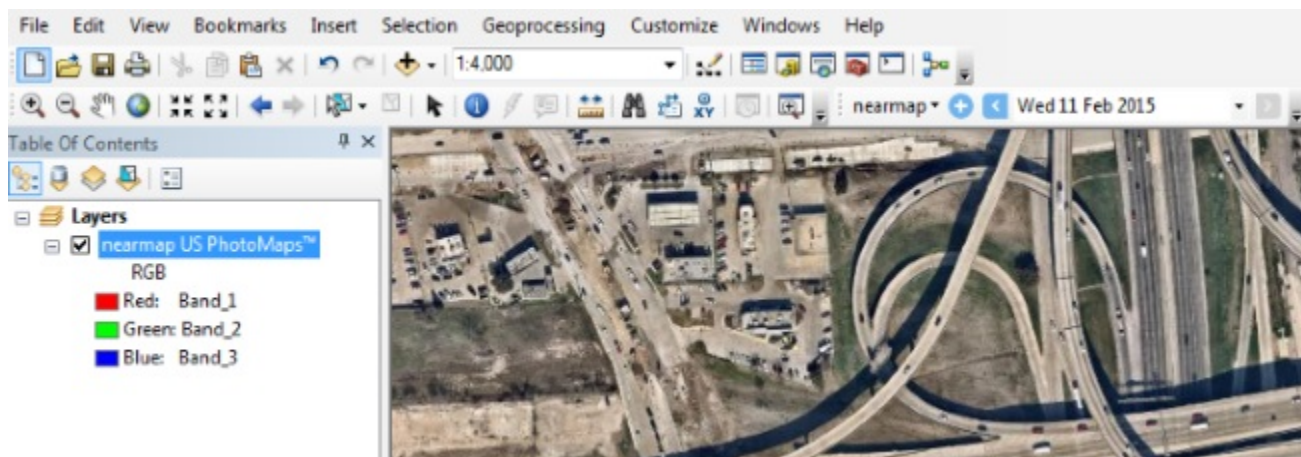 File Edit View Bookmarks Insert Selection Geoprocessing Customize Windows Help
1:4,000
nearmap Wed 11 Feb 2015
Table Of Contents
Layers
nearmap US PhotoMaps™
RGB
Red: Band_1
Green: Band_2
Blue: Band_3